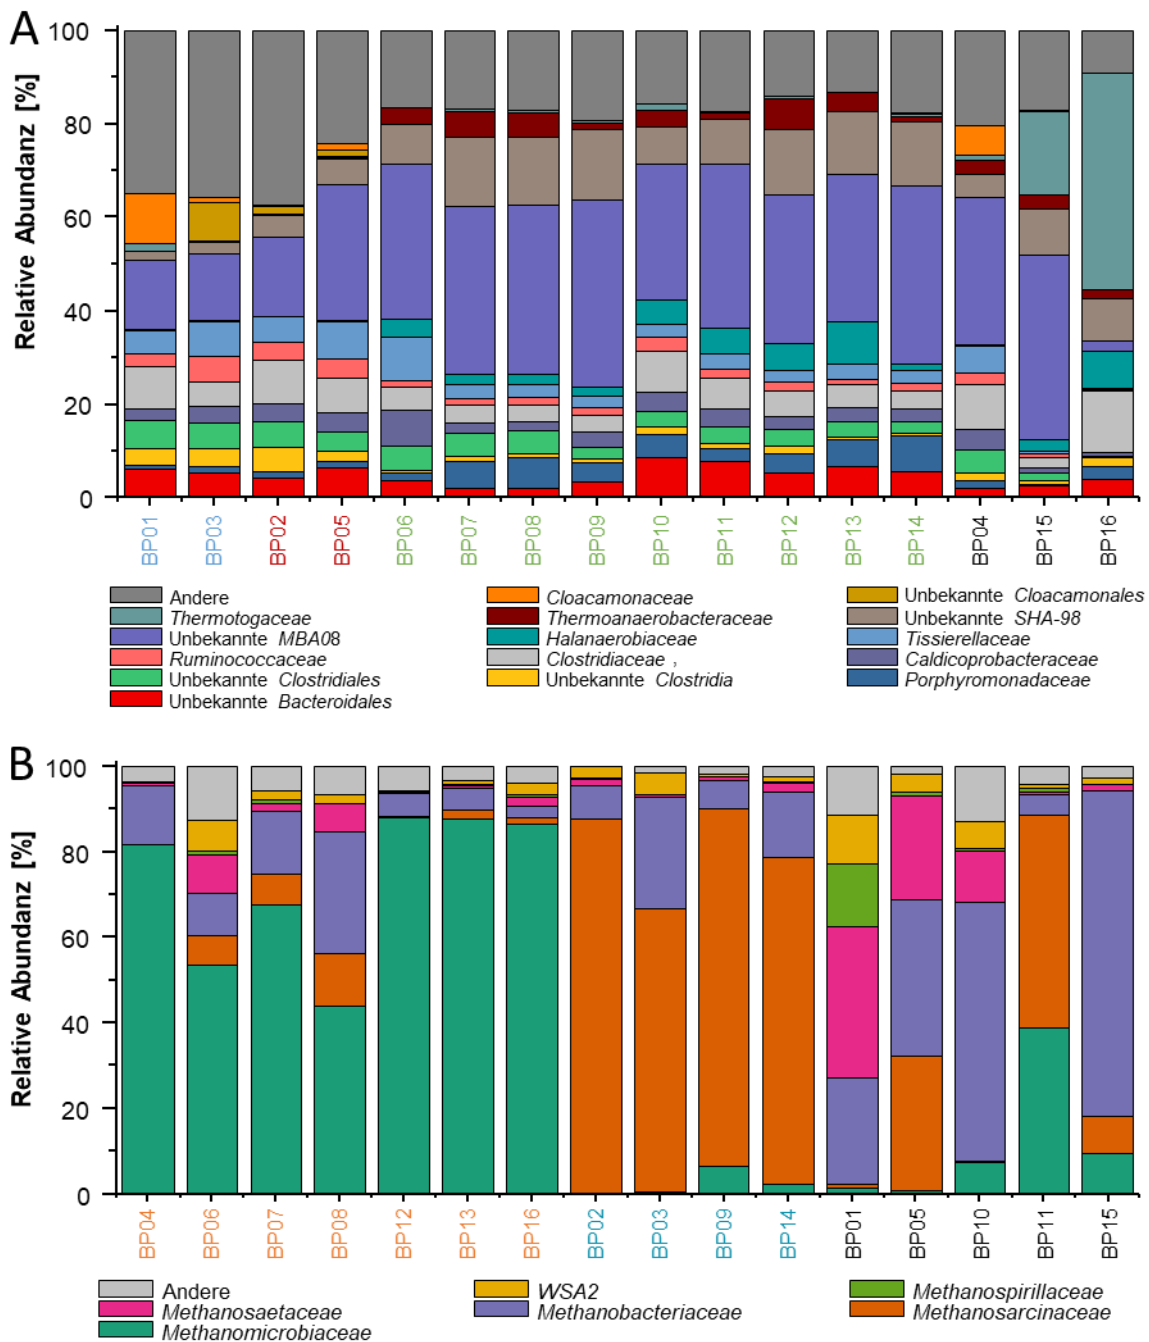 A
Relative Abundanz [%]
100
80
60
40
20
0
BP01 BP03 BP02 BP05 BP06 BP07 BP08 BP09 BP10 BP11 BP12 BP13 BP14 BP04 BP15 BP16
Andere Cloacamonaceae Unbekannte Cloacamonales
Thermotogaceae Thermoanaerobacteraceae Unbekannte SHA-98
Unbekannte MBA08 Halanaerobiaceae Tissierellaceae
Ruminococcaceae Clostridiaceae , Caldicoprobacteraceae
Unbekannte Clostridiales Unbekannte Clostridia Porphyromonadaceae
Unbekannte Bacteroidales
B
Relative Abundanz [%]
100
80
60
40
20
0
BP04 BP06 BP07 BP08 BP12 BP13 BP16 BP02 BP03 BP09 BP14 BP01 BP05 BP10 BP11 BP15
Andere WSA2 Methanospirillaceae
Methanosaetaceae Methanobacteriaceae Methanosarcinaceae
Methanomicrobiaceae